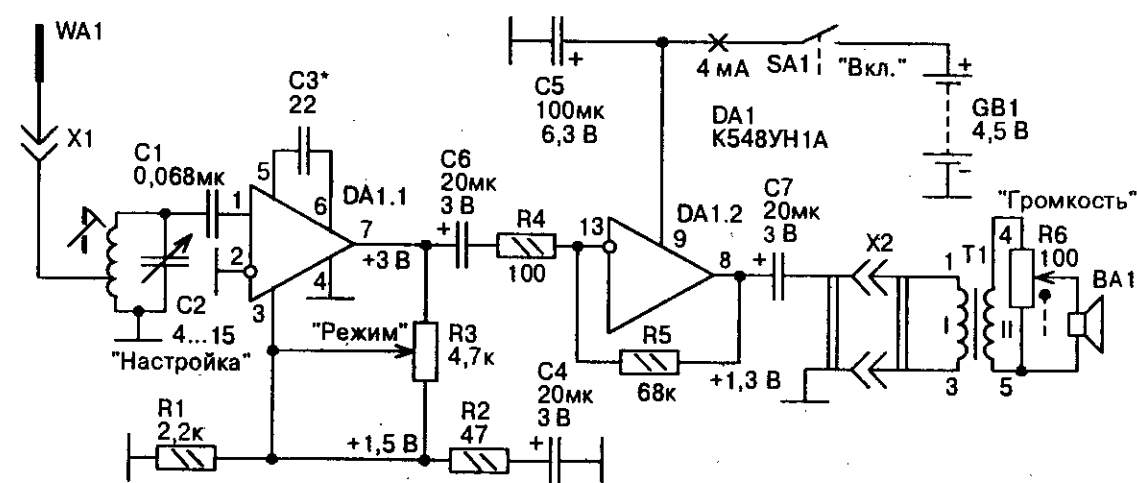 WA1
X1
C1
0,068мк
C2
4...15
"Настройка"
C3*
22
5
6
1
2
3
4
7
DA1.1
+3 В
"Режим"
R3
4,7к
R1
2,2к
+1,5 В
R2
47
C4
20мк
3 В
+
C6
20мк
3 В
+
R4
100
C5
100мк
6,3 В
+
4 мА
SA1
"Вкл."
DA1
К548УН1А
+
GB1
4,5 В
-
13
9
8
DA1.2
R5
68к
+1,3 В
C7
20мк
3 В
+
X2
1
3
I
T1
II
4
5
"Громкость"
R6
100
BA1